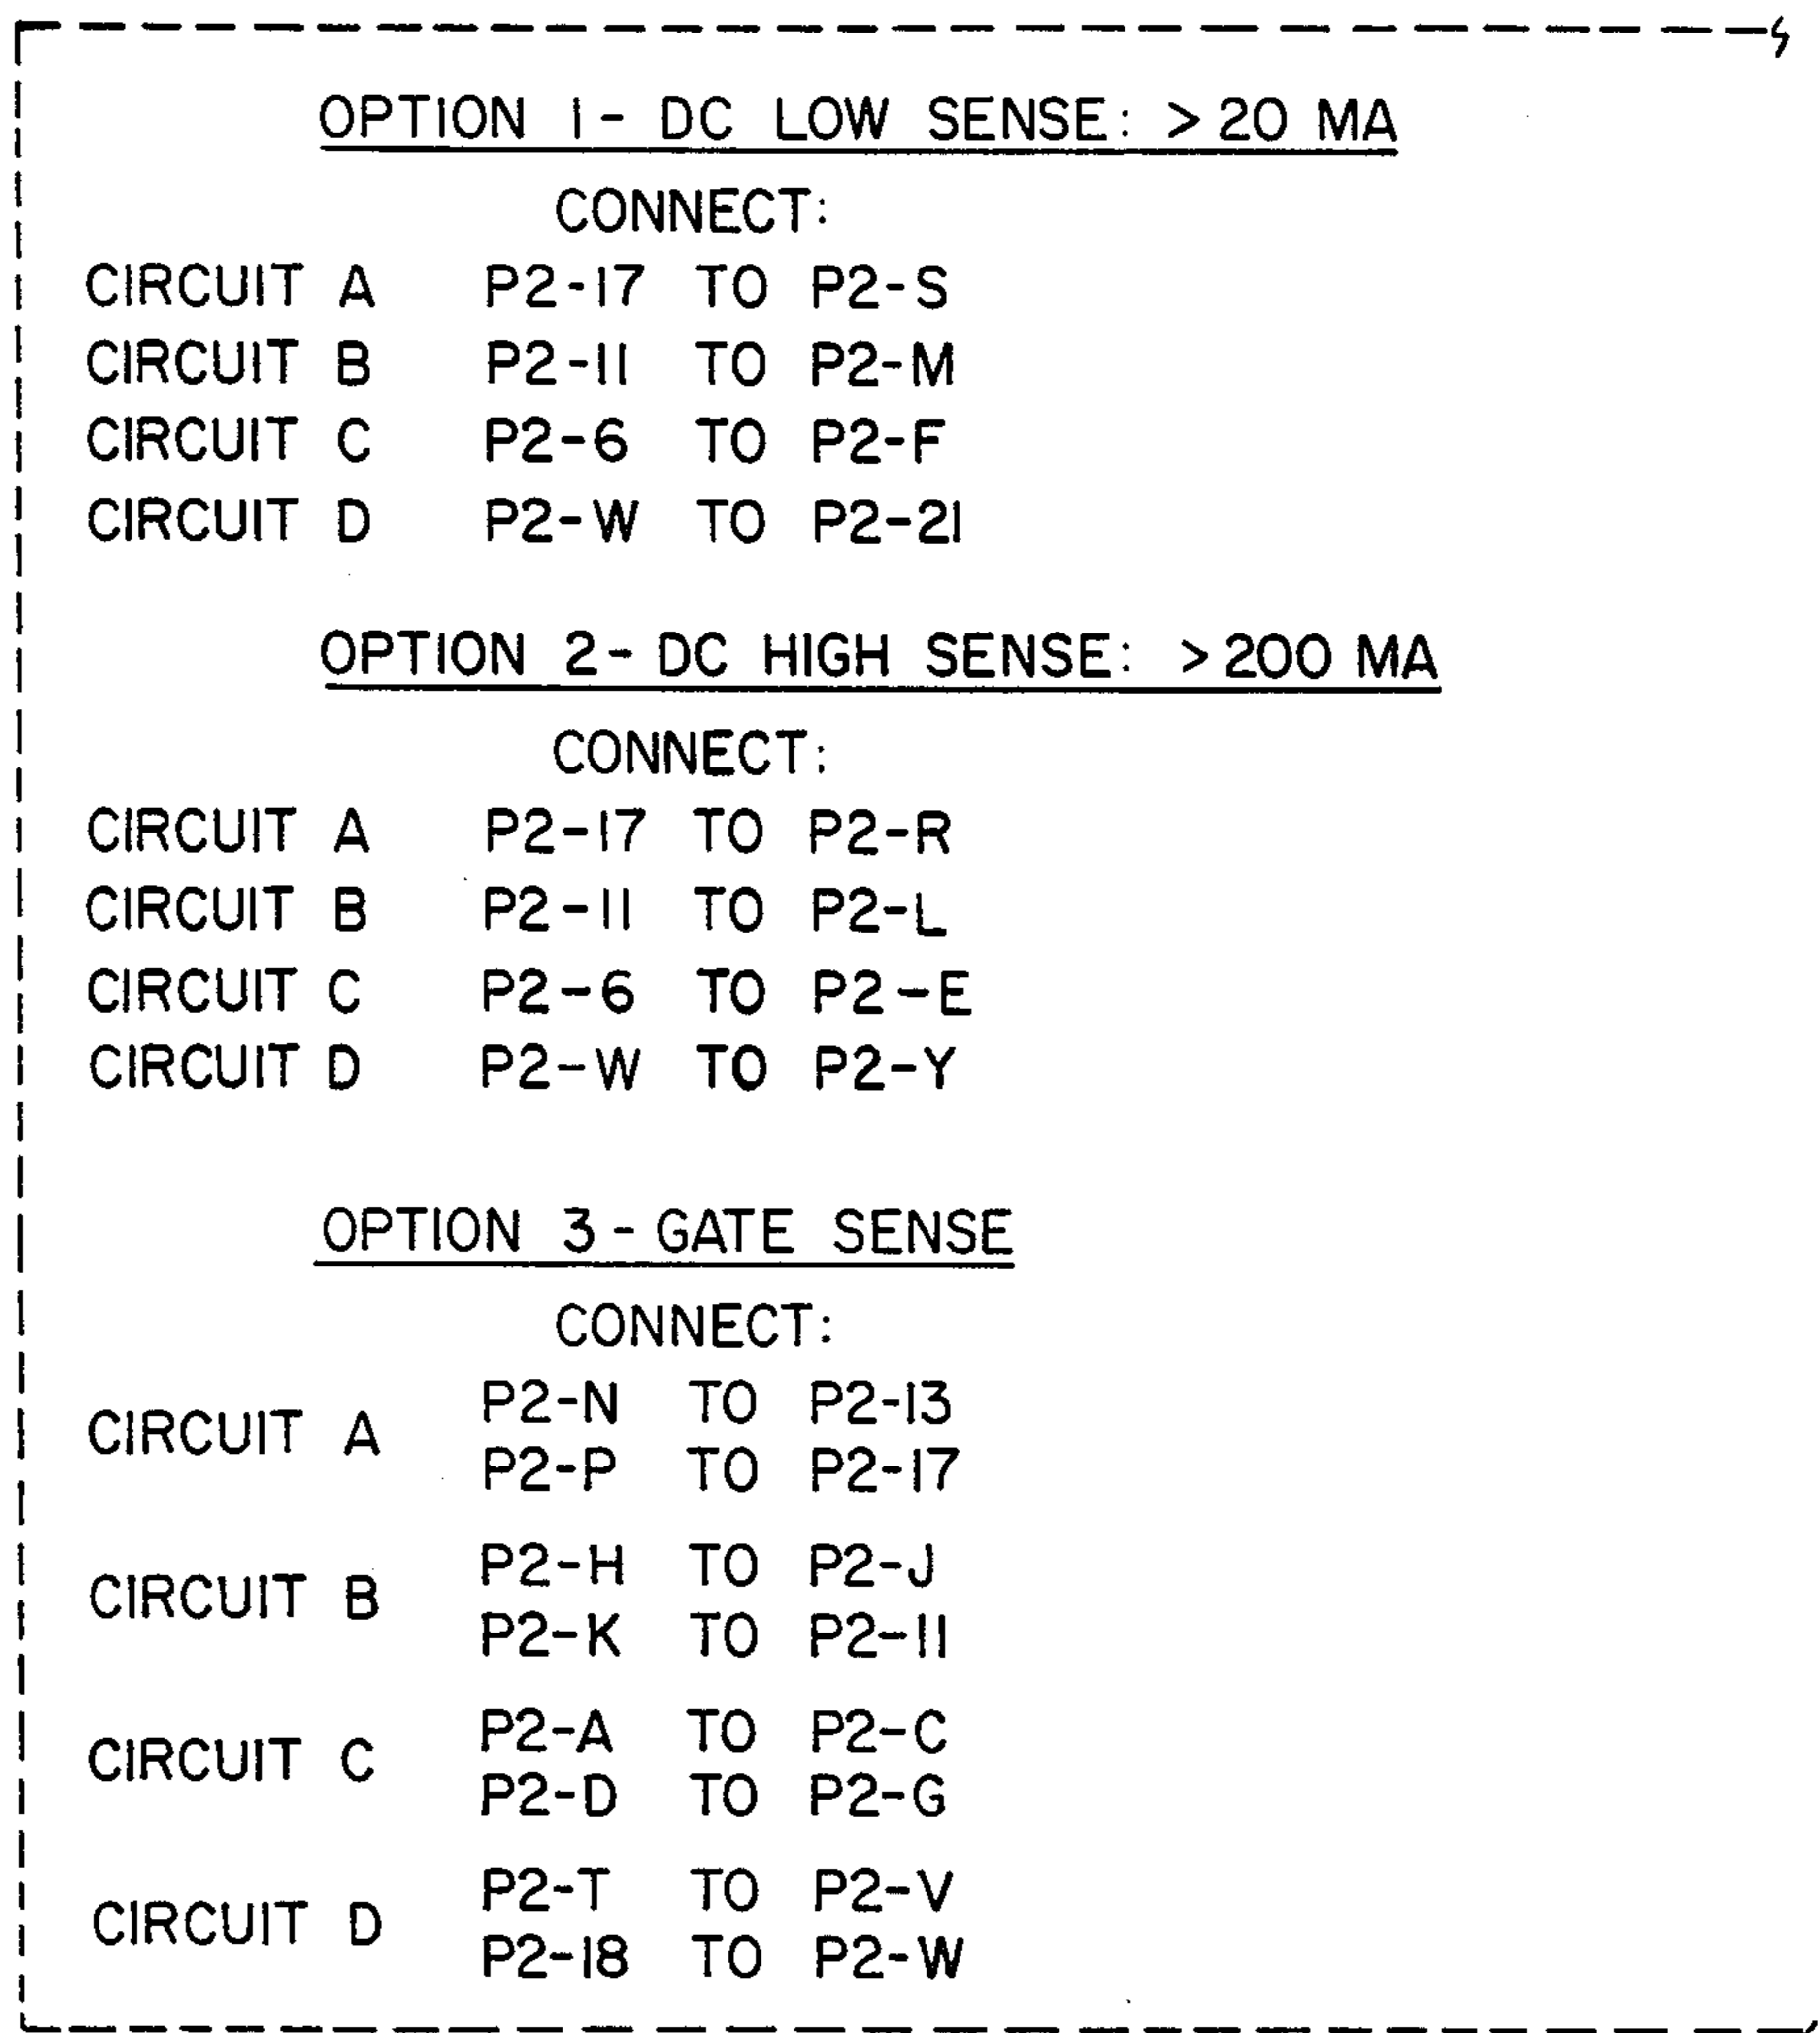 OPTION 1 - DC LOW SENSE: > 20 MA
CONNECT:
CIRCUIT A P2-17 TO P2-S
CIRCUIT B P2-11 TO P2-M
CIRCUIT C P2-6 TO P2-F
CIRCUIT D P2-W TO P2-21
OPTION 2 - DC HIGH SENSE: > 200 MA
CONNECT:
CIRCUIT A P2-17 TO P2-R
CIRCUIT B P2-11 TO P2-L
CIRCUIT C P2-6 TO P2-E
CIRCUIT D P2-W TO P2-Y
OPTION 3 - GATE SENSE
CONNECT:
CIRCUIT A
P2-N TO P2-13
P2-P TO P2-17
CIRCUIT B
P2-H TO P2-J
P2-K TO P2-11
CIRCUIT C
P2-A TO P2-C
P2-D TO P2-G
CIRCUIT D
P2-T TO P2-V
P2-18 TO P2-W